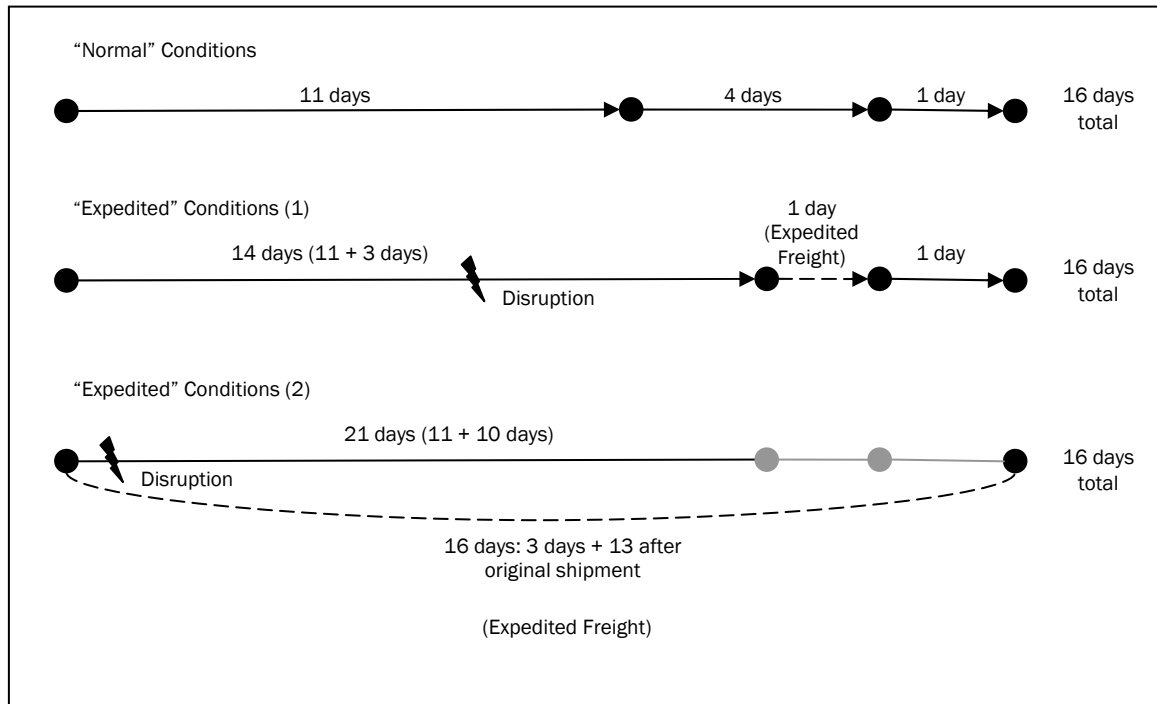 “Normal” Conditions
11 days
4 days
1 day
16 days
total
“Expedited” Conditions (1)
14 days (11 + 3 days)
Disruption
1 day
(Expedited
Freight)
1 day
16 days
total
“Expedited” Conditions (2)
21 days (11 + 10 days)
Disruption
16 days
total
16 days: 3 days + 13 after
original shipment
(Expedited Freight)